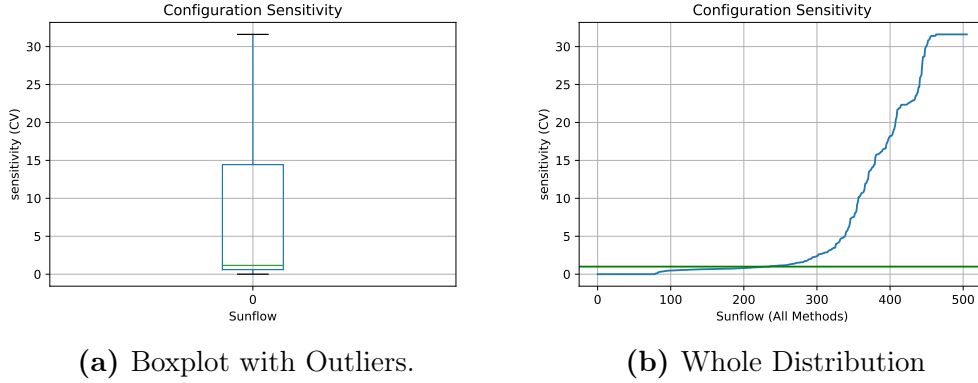 Configuration Sensitivity
30
25
20
15
10
5
0
sensitivity (CV)
0
Sunflow
(a) Boxplot with Outliers.
Configuration Sensitivity
30
25
20
15
10
5
0
sensitivity (CV)
0 100 200 300 400 500
Sunflow (All Methods)
(b) Whole Distribution